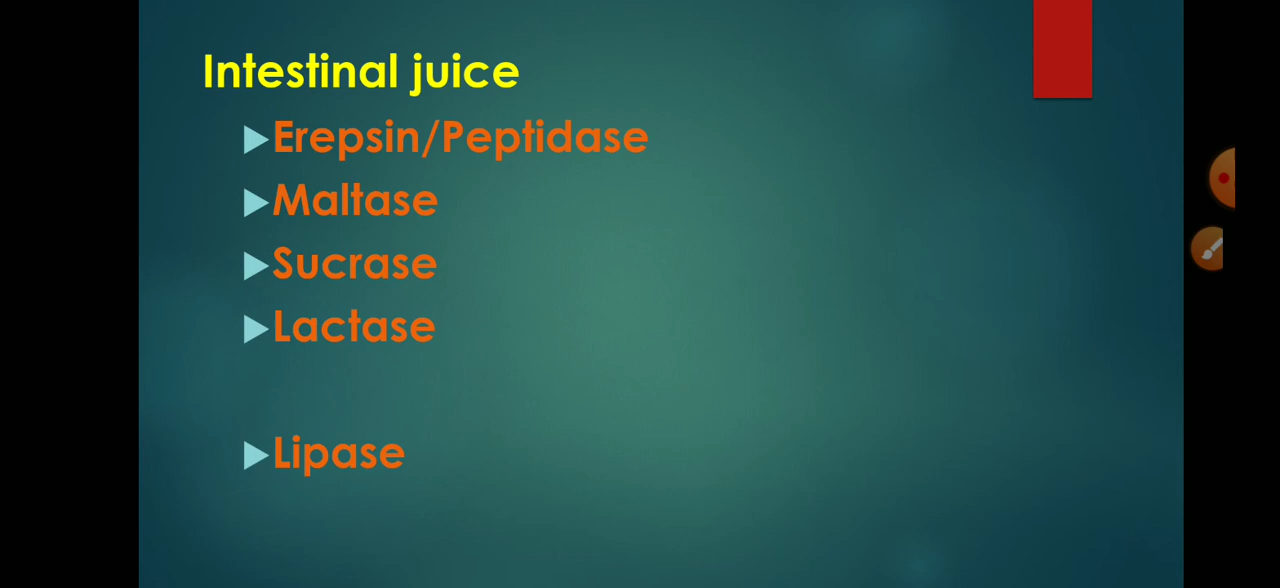 Intestinal juice
Erepsin/Peptidase
Maltase
Sucrase
Lactase
Lipase